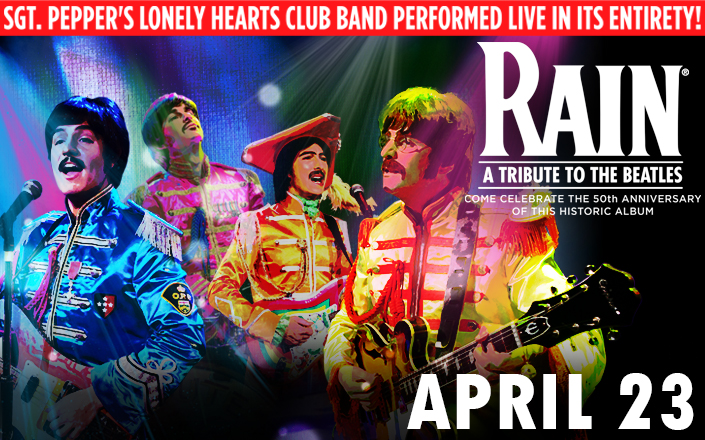 SGT. PEPPER'S LONELY HEARTS CLUB BAND PERFORMED LIVE IN ITS ENTIRETY!
RAIN®
A TRIBUTE TO THE BEATLES
COME CELEBRATE THE 50th ANNIVERSARY
OF THIS HISTORIC ALBUM
O.P.P
APRIL 23